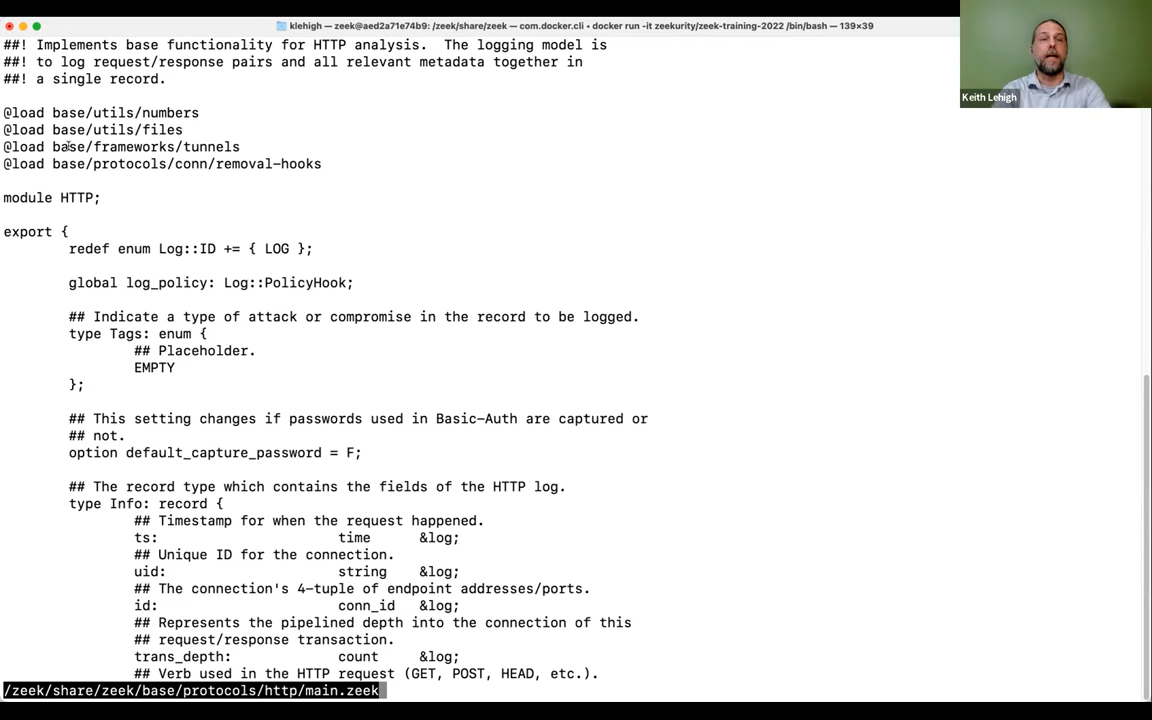 klehigh — zeek@aed2a71e74b9: /zeek/share/zeek — com.docker.cli • docker run -it zeekurity/zeek-training-2022 /bin/bash — 139×39
##! Implements base functionality for HTTP analysis.  The logging model is
##! to log request/response pairs and all relevant metadata together in
##! a single record.
@load base/utils/numbers
@load base/utils/files
@load base/frameworks/tunnels
@load base/protocols/conn/removal-hooks
module HTTP;
export {
redef enum Log::ID += { LOG };
global log_policy: Log::PolicyHook;
## Indicate a type of attack or compromise in the record to be logged.
type Tags: enum {
## Placeholder.
EMPTY
};
## This setting changes if passwords used in Basic-Auth are captured or
## not.
option default_capture_password = F;
## The record type which contains the fields of the HTTP log.
type Info: record {
## Timestamp for when the request happened.
ts: time &log;
## Unique ID for the connection.
uid: string &log;
## The connection's 4-tuple of endpoint addresses/ports.
id: conn_id &log;
## Represents the pipelined depth into the connection of this
## request/response transaction.
trans_depth: count &log;
## Verb used in the HTTP request (GET, POST, HEAD, etc.).
/zeek/share/zeek/base/protocols/http/main.zeek
Keith Lehigh